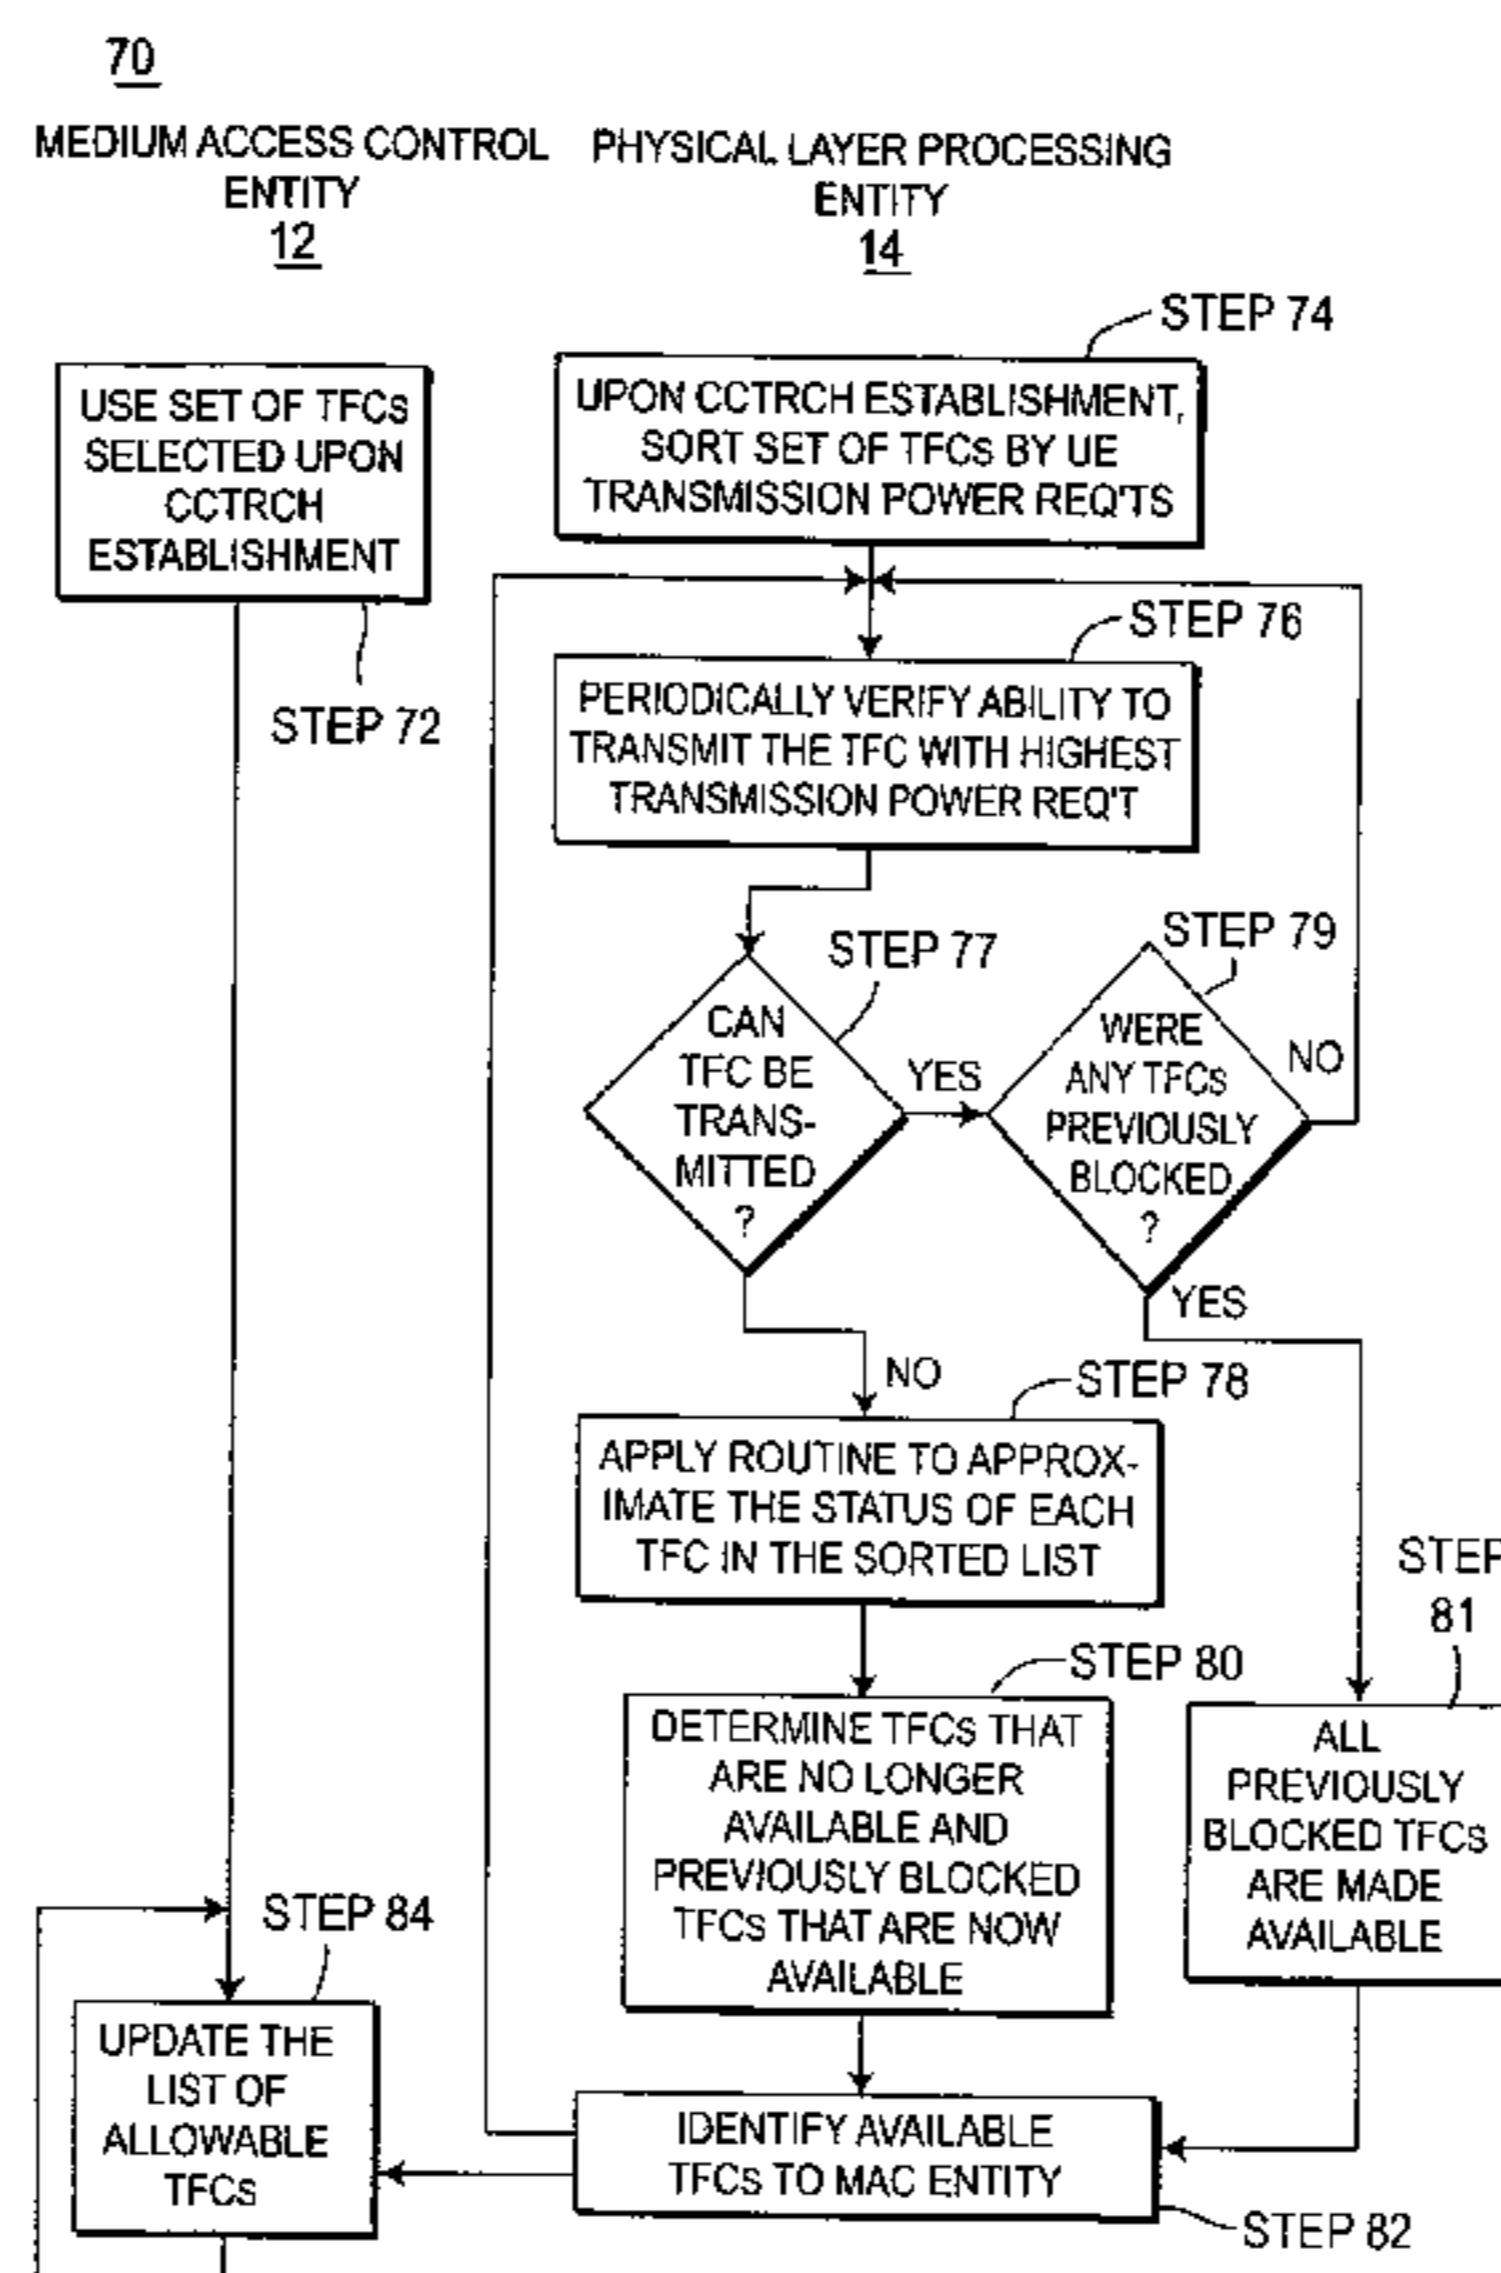 70
MEDIUM ACCESS CONTROL
ENTITY
12
PHYSICAL LAYER PROCESSING
ENTITY
14
STEP 74
USE SET OF TFCs
SELECTED UPON
CCTRCH
ESTABLISHMENT
STEP 72
UPON CCTRCH ESTABLISHMENT,
SORT SET OF TFCs BY UE
TRANSMISSION POWER REQ'TS
STEP 76
PERIODICALLY VERIFY ABILITY TO
TRANSMIT THE TFC WITH HIGHEST
TRANSMISSION POWER REQ'T
STEP 77
CAN
TFC BE
TRANS-
MITTED
?
YES
STEP 79
WERE
ANY TFCs
PREVIOUSLY
BLOCKED
?
NO
YES
NO
STEP 78
APPLY ROUTINE TO APPROX-
IMATE THE STATUS OF EACH
TFC IN THE SORTED LIST
STEP 80
DETERMINE TFCs THAT
ARE NO LONGER
AVAILABLE AND
PREVIOUSLY BLOCKED
TFCs THAT ARE NOW
AVAILABLE
STEP
81
ALL
PREVIOUSLY
BLOCKED TFCs
ARE MADE
AVAILABLE
STEP 84
UPDATE THE
LIST OF
ALLOWABLE
TFCs
IDENTIFY AVAILABLE
TFCs TO MAC ENTITY
STEP 82